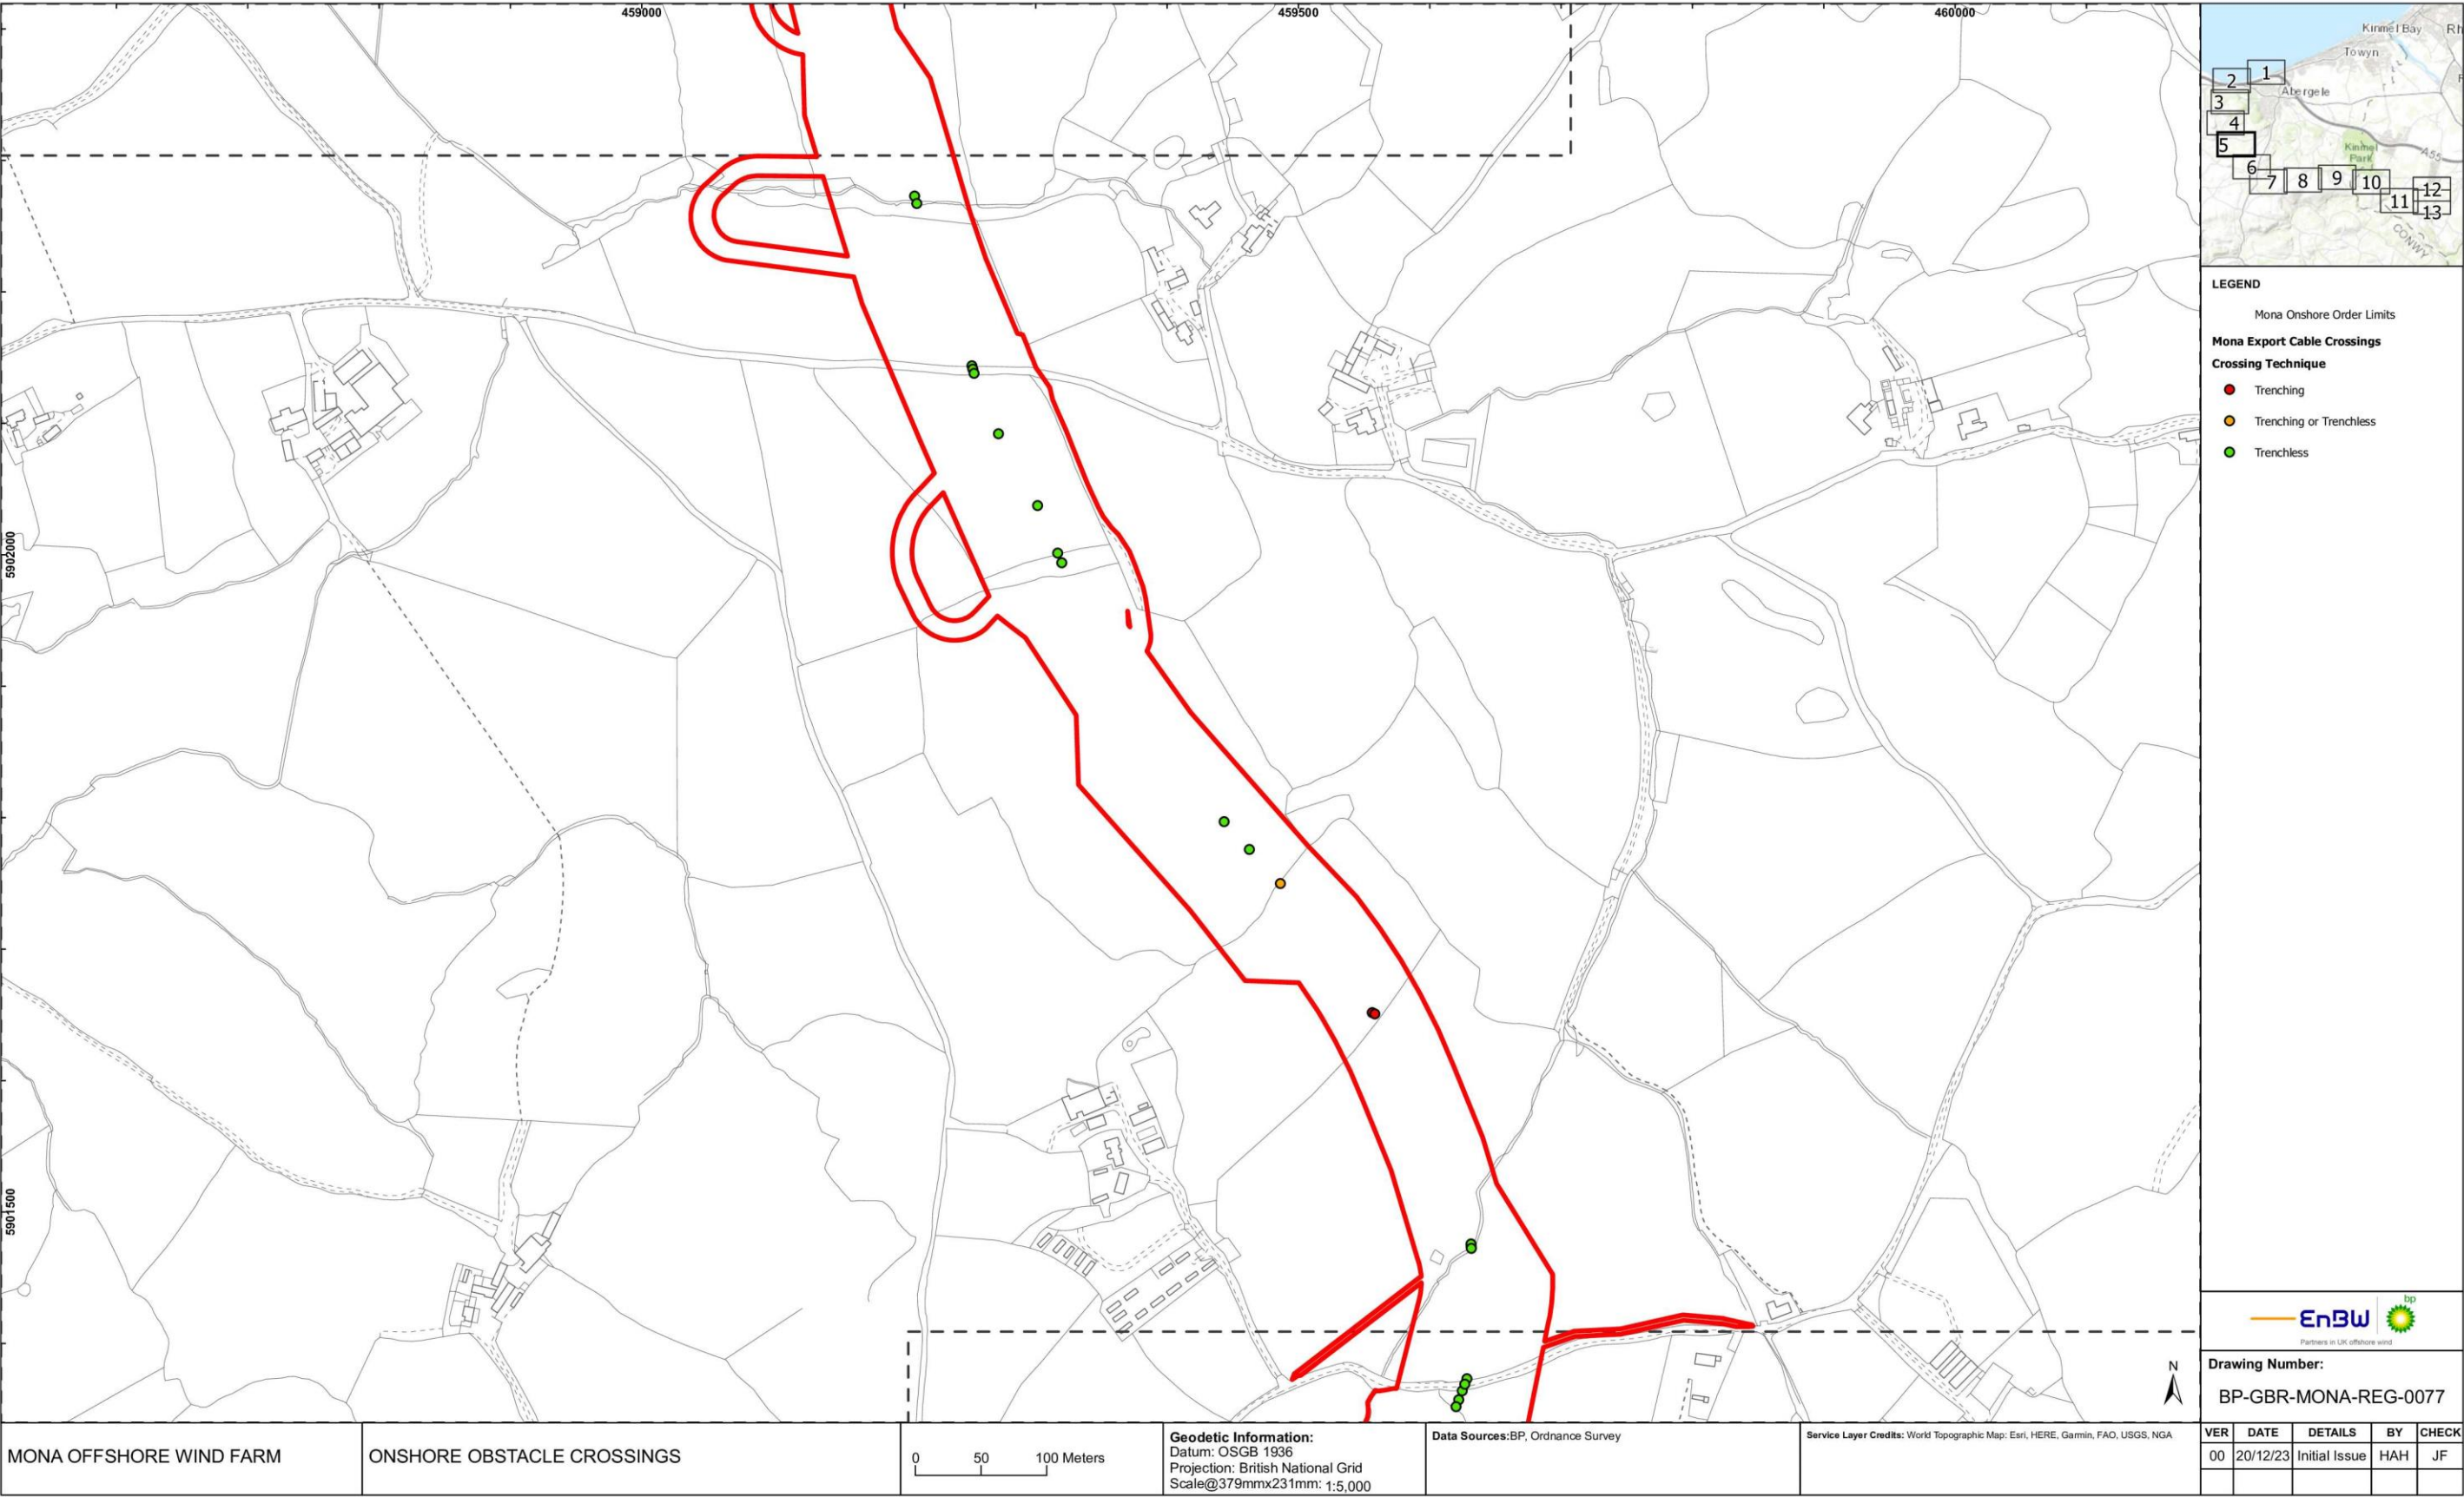 459000
459500
460000
5902000
5901500
N
Kinmel Bay
Rh
Towyn
Abergele
Kinmel
Park
A55
CONWY
1
2
3
4
5
6
7
8
9
10
11
12
13
LEGEND
Mona Onshore Order Limits
Mona Export Cable Crossings
Crossing Technique
Trenching
Trenching or Trenchless
Trenchless
EnBW
bp
Partners in UK offshore wind
Drawing Number:
BP-GBR-MONA-REG-0077
VER DATE DETAILS BY CHECK
00 20/12/23 Initial Issue HAH JF
MONA OFFSHORE WIND FARM
ONSHORE OBSTACLE CROSSINGS
0 50 100 Meters
Geodetic Information:
Datum: OSGB 1936
Projection: British National Grid
Scale@379mmx231mm: 1:5,000
Data Sources:BP, Ordnance Survey
Service Layer Credits: World Topographic Map: Esri, HERE, Garmin, FAO, USGS, NGA